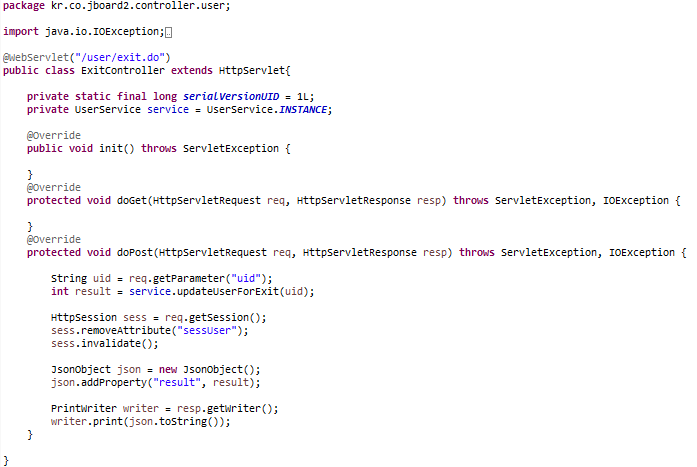 package kr.co.jboard2.controller.user;
import java.io.IOException;
@WebServlet("/user/exit.do")
public class ExitController extends HttpServlet{
private static final long serialVersionUID = 1L;
private UserService service = UserService.INSTANCE;
@Override
public void init() throws ServletException {
}
@Override
protected void doGet(HttpServletRequest req, HttpServletResponse resp) throws ServletException, IOException {
}
@Override
protected void doPost(HttpServletRequest req, HttpServletResponse resp) throws ServletException, IOException {
String uid = req.getParameter("uid");
int result = service.updateUserForExit(uid);
HttpSession sess = req.getSession();
sess.removeAttribute("sessUser");
sess.invalidate();
JsonObject json = new JsonObject();
json.addProperty("result", result);
PrintWriter writer = resp.getWriter();
writer.print(json.toString());
}
}